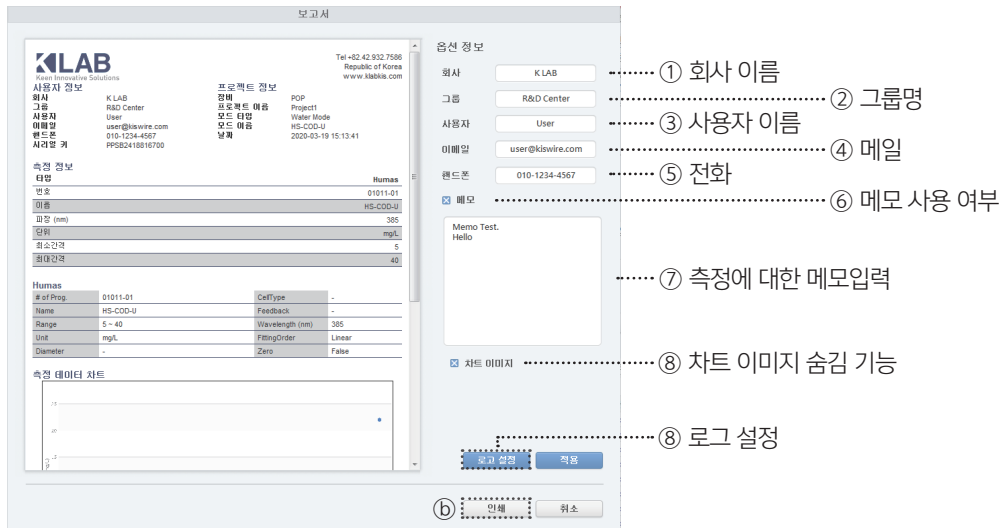 보고서
KLAB
Keen Innovative Solutions
Tel +82.42.932.7586
Republic of Korea
www.klabkis.com
사용자 정보
회사 K LAB
그룹 R&D Center
사용자 User
이메일 user@kiswire.com
핸드폰 010-1234-4567
시리얼 키 PPSB2418816700
프로젝트 정보
장비 POP
프로젝트 이름 Project1
모드 타입 Water Mode
모드 이름 HS-COD-U
날짜 2020-03-19 15:13:41
측정 정보
타입 Humas
번호 01011-01
이름 HS-COD-U
파장 (nm) 385
단위 mg/L
최소간격 5
최대간격 40
Humas
# of Prog. 01011-01 CellType -
Name HS-COD-U Feedback -
Range 5 ~ 40 Wavelength (nm) 385
Unit mg/L FittingOrder Linear
Diameter - Zero False
측정 데이터 차트
옵션 정보
회사 K LAB ① 회사 이름
그룹 R&D Center ② 그룹명
사용자 User ③ 사용자 이름
이메일 user@kiswire.com ④ 메일
핸드폰 010-1234-4567 ⑤ 전화
메모 ⑥ 메모 사용 여부
Memo Test.
Hello
⑦ 측정에 대한 메모입력
차트 이미지 ⑧ 차트 이미지 숨김 기능
⑧ 로그 설정
로고 설정 적용
ⓑ 인쇄 취소